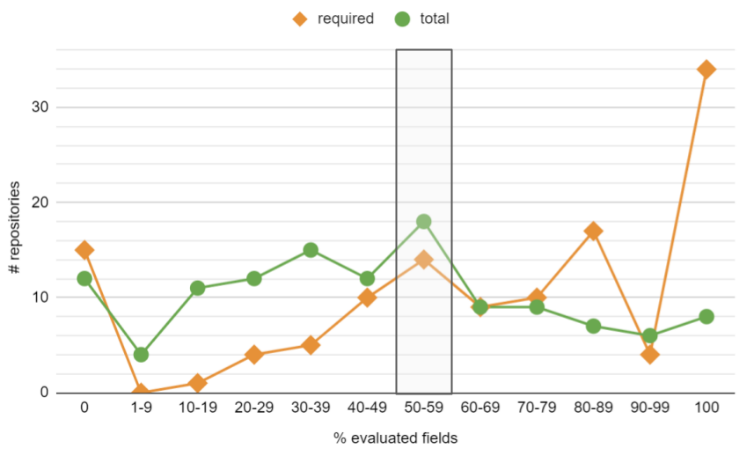 required total
30
20
10
0
# repositories
0 1-9 10-19 20-29 30-39 40-49 50-59 60-69 70-79 80-89 90-99 100
% evaluated fields